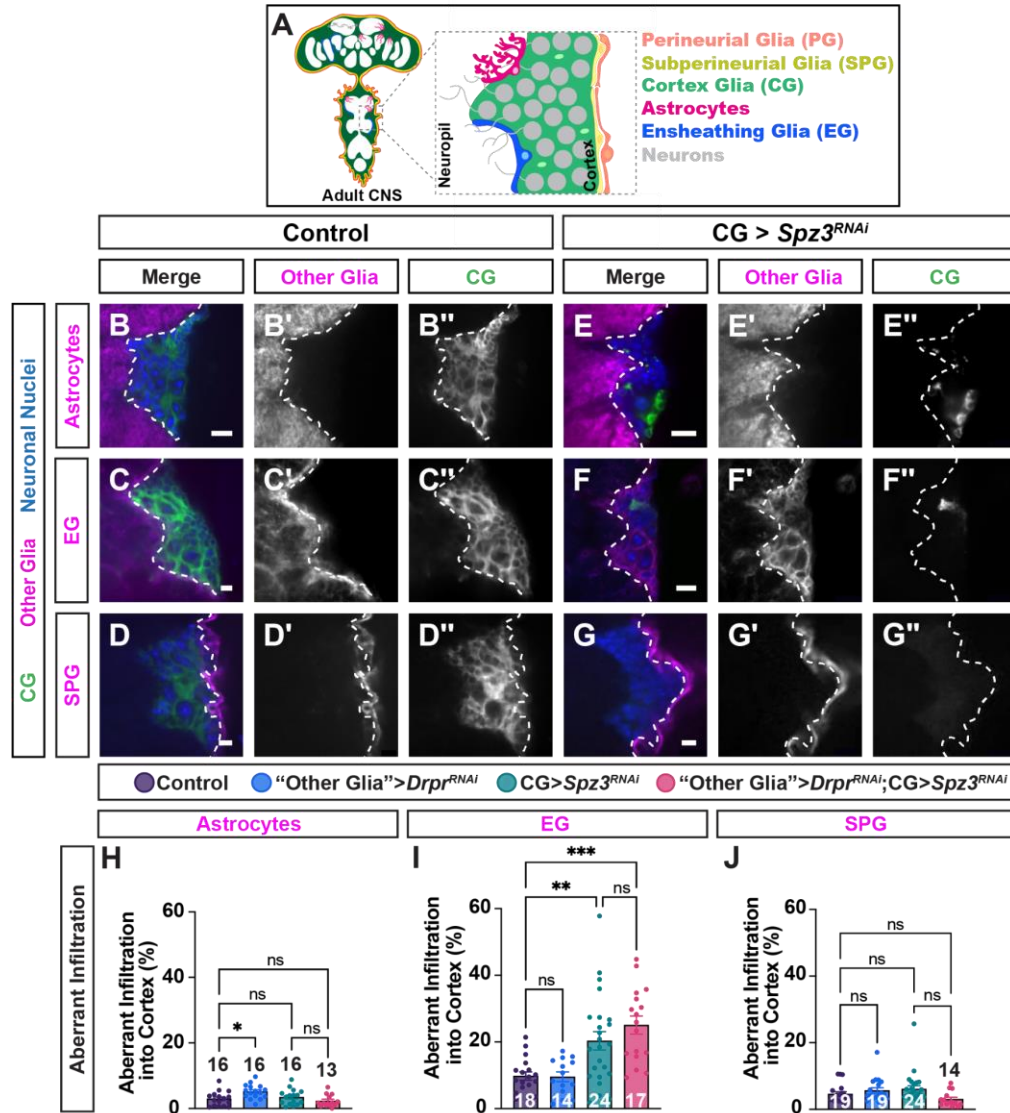 A
Perineurial Glia (PG)
Subperineurial Glia (SPG)
Cortex Glia (CG)
Astrocytes
Ensheathing Glia (EG)
Neurons
Neuropil
Cortex
Adult CNS
Control
CG > Spz3RNAi
Merge
Other Glia
CG
Merge
Other Glia
CG
CG Other Glia Neuronal Nuclei
Astrocytes
B
B'
B"
E
E'
E"
EG
C
C'
C"
F
F'
F"
SPG
D
D'
D"
G
G'
G"
Control
"Other Glia">DrprRNAi
CG>Spz3RNAi
"Other Glia">DrprRNAi;CG>Spz3RNAi
Astrocytes
EG
SPG
Aberrant Infiltration
H
Aberrant Infiltration
into Cortex (%)
60
40
20
0
ns
ns
*
ns
16
16
16
13
I
Aberrant Infiltration
into Cortex (%)
60
40
20
0
***
**
ns
ns
18
14
24
17
J
Aberrant Infiltration
into Cortex (%)
60
40
20
0
ns
ns
ns
ns
19
19
24
14